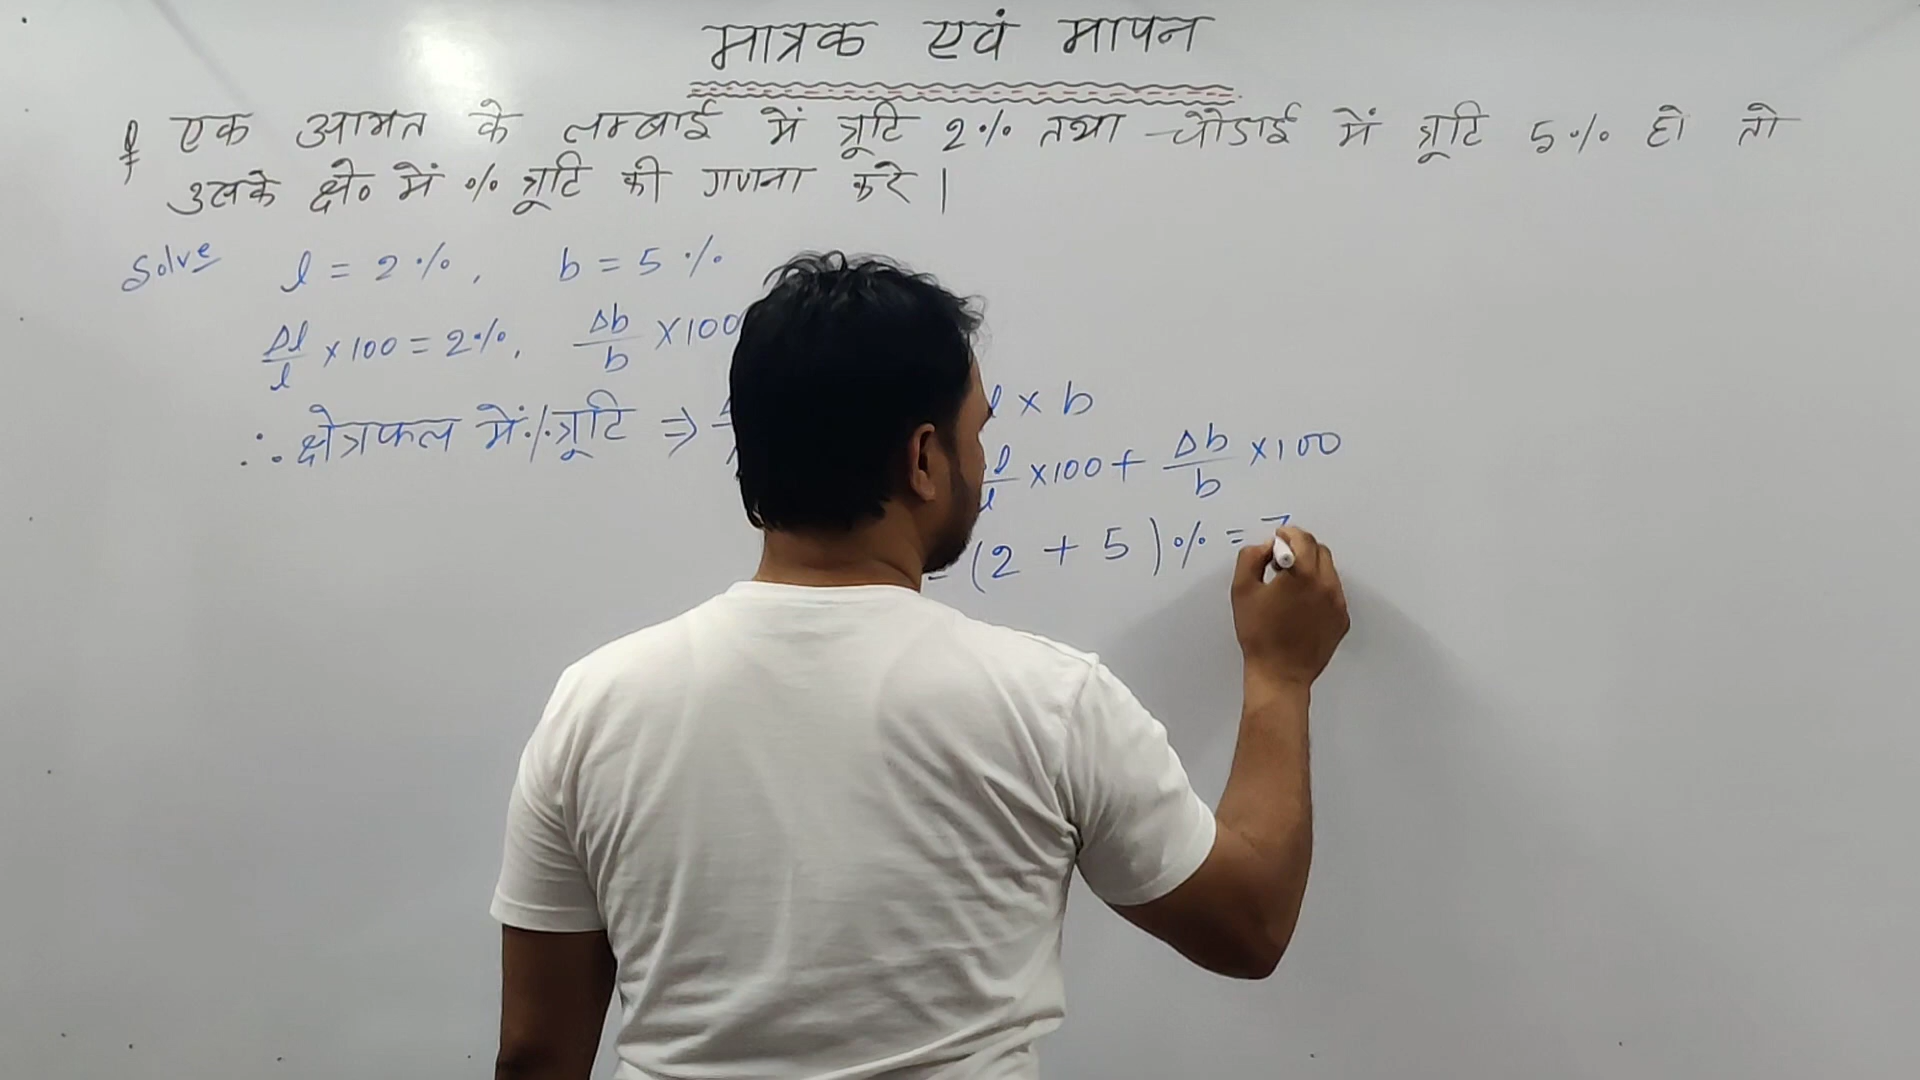 मात्रक एवं मापन
Q एक आयत के लम्बाई में त्रूटि 2% तथा चौडाई में त्रूटि 5% हो तो
उसके क्षे० में % त्रूटि की गणना करे |
Solve l = 2%, b = 5%
Δl/l × 100 = 2%, Δb/b × 100
l × b
∴ क्षेत्रफल में % त्रूटि ⇒ l/l × 100 + Δb/b × 100
= (2 + 5)% = 7